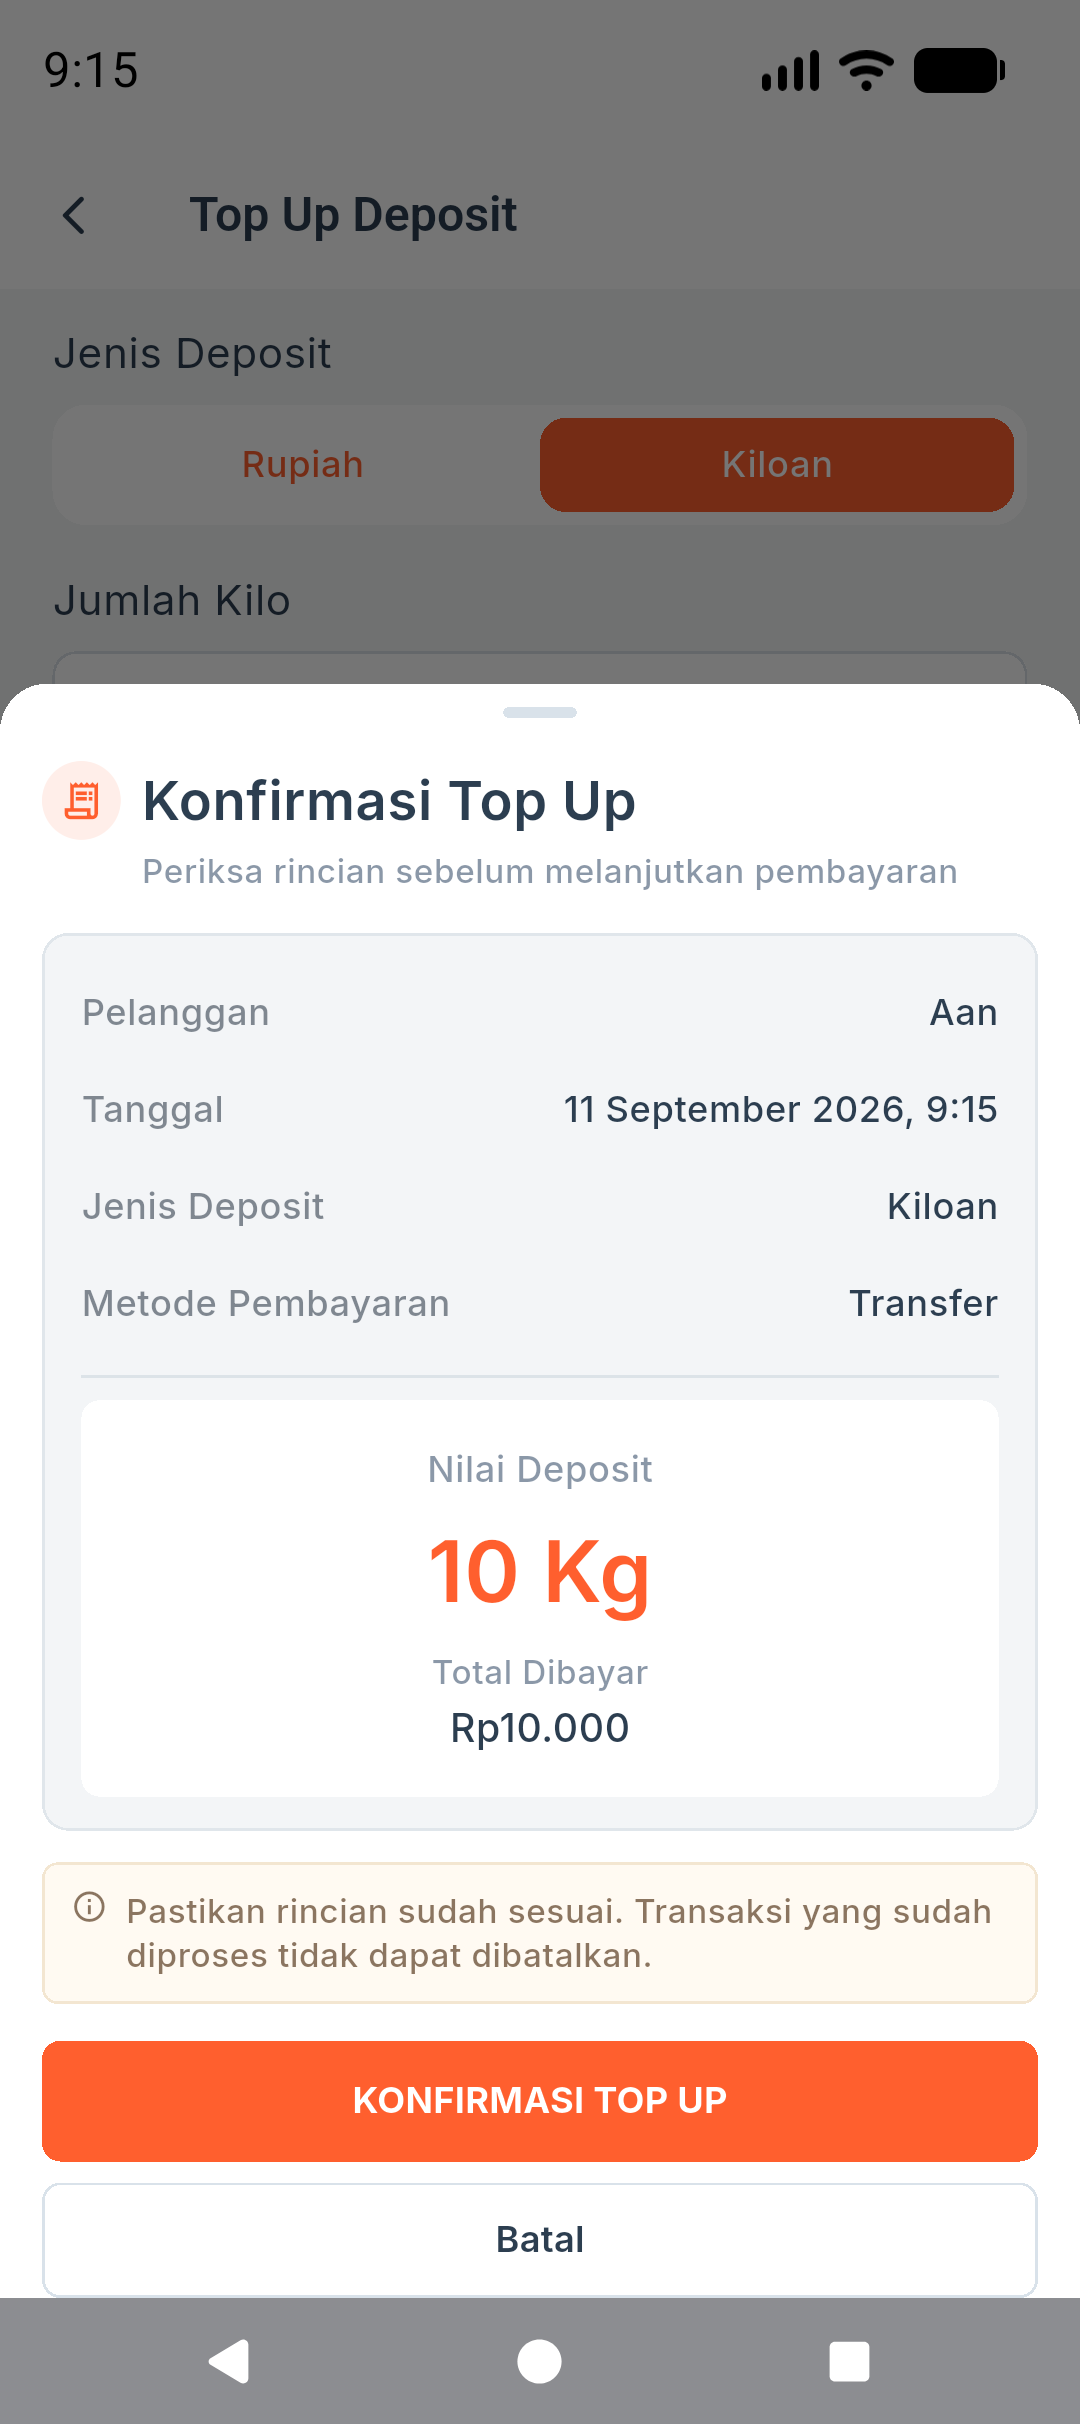 9:15
Top Up Deposit
Jenis Deposit
Rupiah
Kiloan
Jumlah Kilo
Konfirmasi Top Up
Periksa rincian sebelum melanjutkan pembayaran
Pelanggan
Aan
Tanggal
11 September 2026, 9:15
Jenis Deposit
Kiloan
Metode Pembayaran
Transfer
Nilai Deposit
10 Kg
Total Dibayar
Rp10.000
Pastikan rincian sudah sesuai. Transaksi yang sudah
diproses tidak dapat dibatalkan.
KONFIRMASI TOP UP
Batal